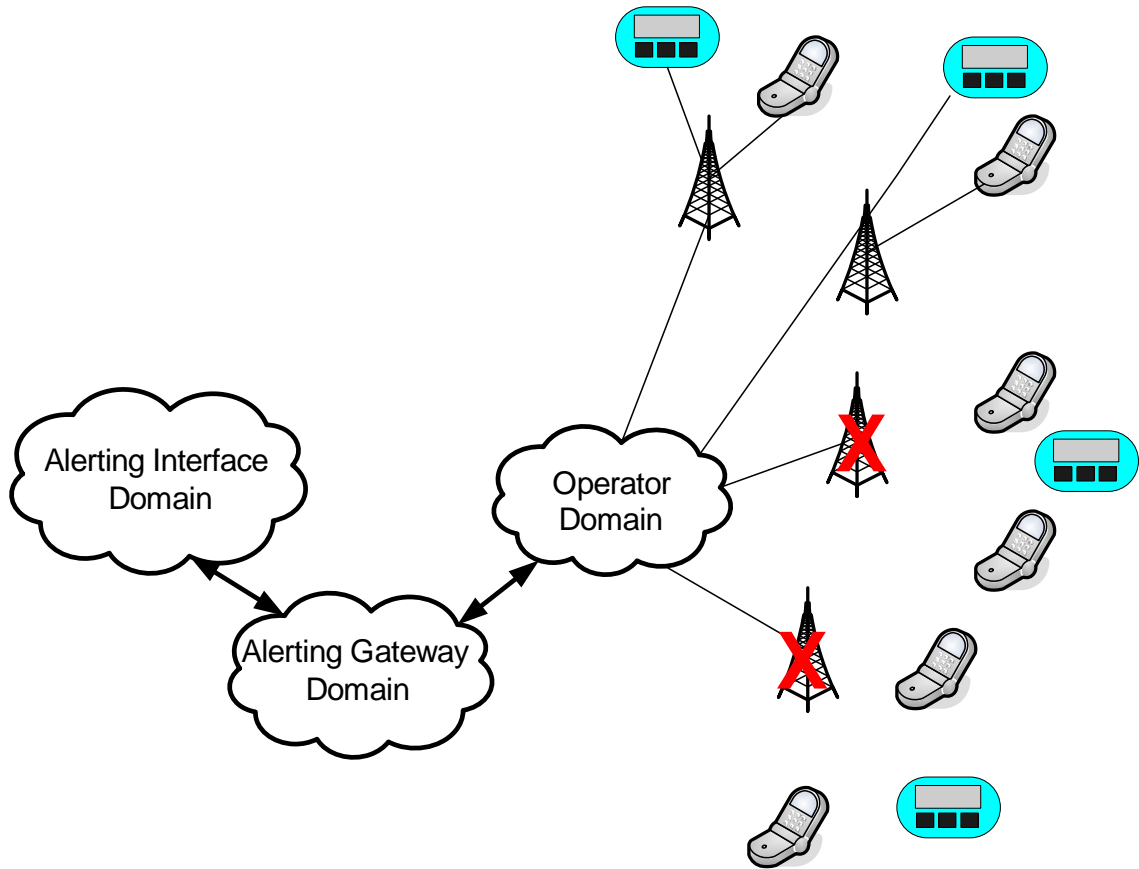 Alerting Interface
Domain
Operator
Domain
Alerting Gateway
Domain
X
X